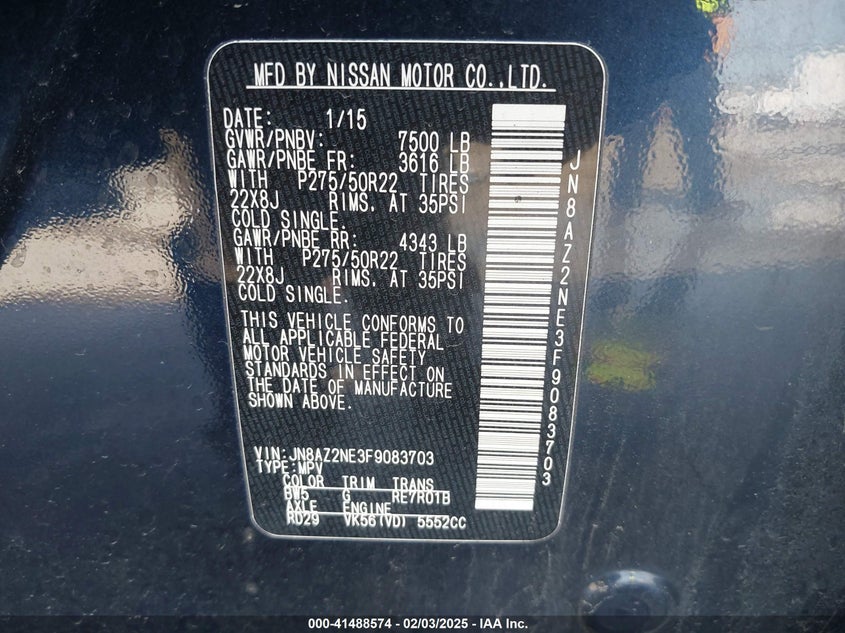 MFD BY NISSAN MOTOR CO.,LTD.
DATE: 1/15
GVWR/PNBV: 7500 LB
GAWR/PNBE FR: 3616 LB
WITH P275/50R22 TIRES
22X8J RIMS. AT 35PSI
COLD SINGLE.
GAWR/PNBE RR: 4343 LB
WITH P275/50R22 TIRES
22X8J RIMS. AT 35PSI
COLD SINGLE.
THIS VEHICLE CONFORMS TO
ALL APPLICABLE FEDERAL
MOTOR VEHICLE SAFETY
STANDARDS IN EFFECT ON
THE DATE OF MANUFACTURE
SHOWN ABOVE.
VIN:JN8AZ2NE3F9083703
TYPE:MPV
COLOR TRIM TRANS
BW5 G RE7R01B
AXLE ENGINE
RD29 VK56(VD) 5552CC
JN8AZ2NE3F9083703
000-41488574 - 02/03/2025 - IAA Inc.